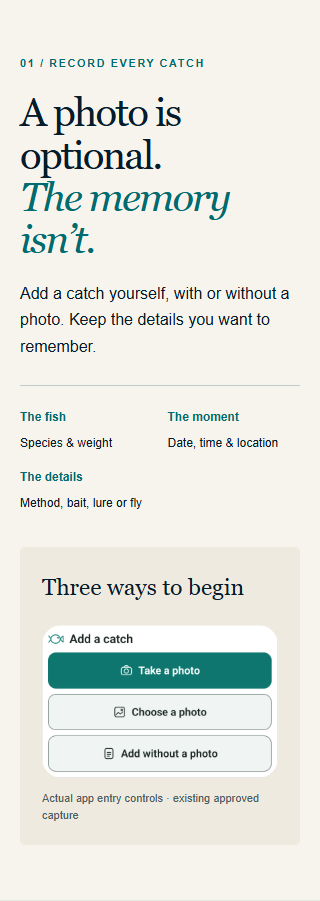 01 / RECORD EVERY CATCH
A photo is
optional.
The memory
isn’t.
Add a catch yourself, with or without a
photo. Keep the details you want to
remember.
The fish
Species & weight
The moment
Date, time & location
The details
Method, bait, lure or fly
Three ways to begin
Add a catch
Take a photo
Choose a photo
Add without a photo
Actual app entry controls · existing approved
capture